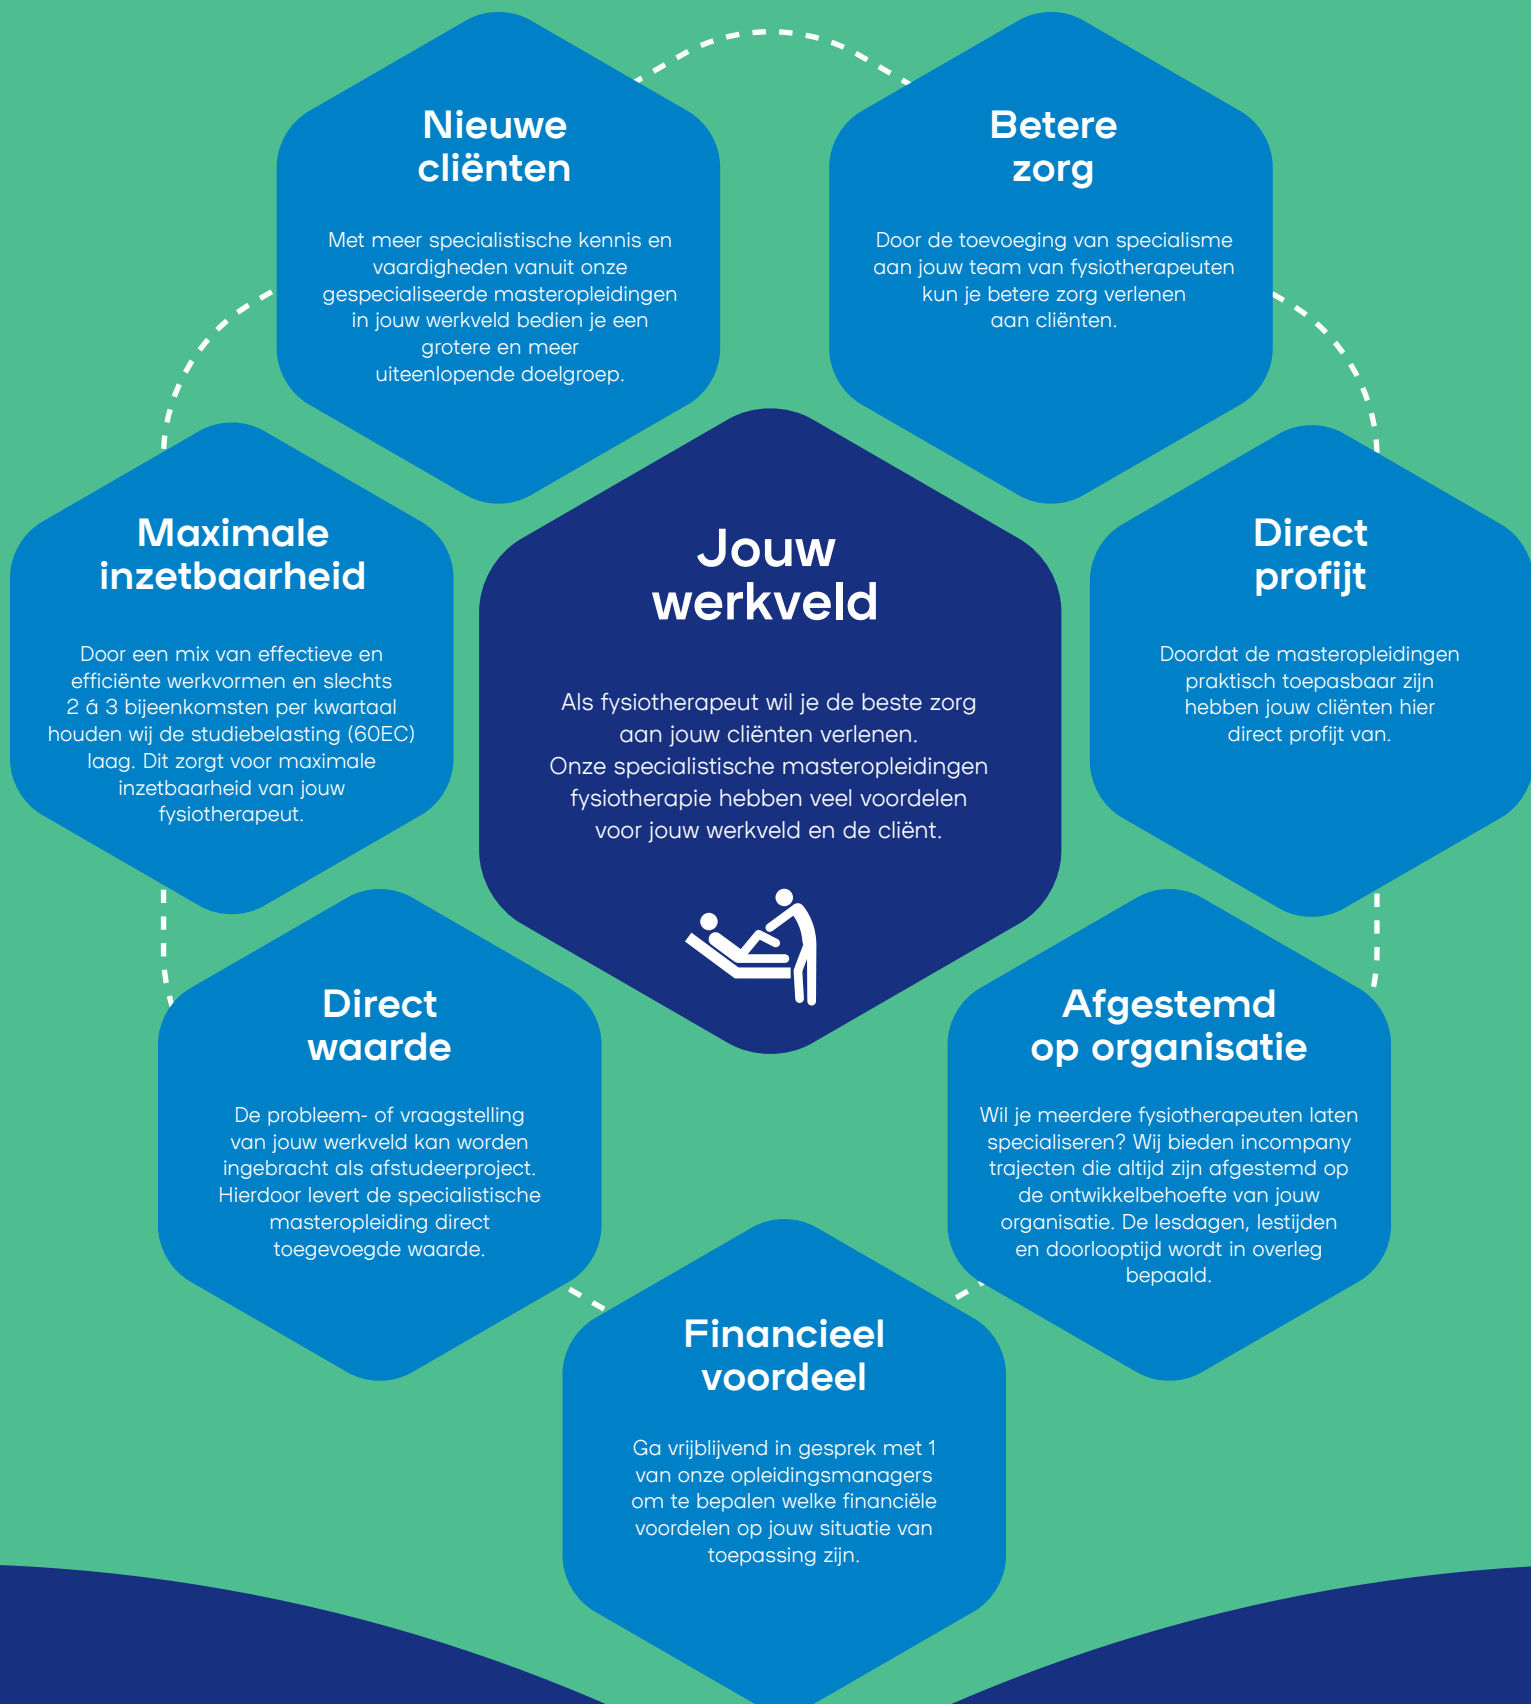 Nieuwe
cliënten
Met meer specialistische kennis en
vaardigheden vanuit onze
gespecialiseerde masteropleidingen
in jouw werkveld bedien je een
grotere en meer
uiteenlopende doelgroep.
Betere
zorg
Door de toevoeging van specialisme
aan jouw team van fysiotherapeuten
kun je betere zorg verlenen
aan cliënten.
Maximale
inzetbaarheid
Door een mix van effectieve en
efficiënte werkvormen en slechts
2 á 3 bijeenkomsten per kwartaal
houden wij de studiebelasting (60EC)
laag. Dit zorgt voor maximale
inzetbaarheid van jouw
fysiotherapeut.
Jouw
werkveld
Als fysiotherapeut wil je de beste zorg
aan jouw cliënten verlenen.
Onze specialistische masteropleidingen
fysiotherapie hebben veel voordelen
voor jouw werkveld en de cliënt.
Direct
profijt
Doordat de masteropleidingen
praktisch toepasbaar zijn
hebben jouw cliënten hier
direct profijt van.
Direct
waarde
De probleem- of vraagstelling
van jouw werkveld kan worden
ingebracht als afstudeerproject.
Hierdoor levert de specialistische
masteropleiding direct
toegevoegde waarde.
Afgestemd
op organisatie
Wil je meerdere fysiotherapeuten laten
specialiseren? Wij bieden incompany
trajecten die altijd zijn afgestemd op
de ontwikkelbehoefte van jouw
organisatie. De lesdagen, lestijden
en doorlooptijd wordt in overleg
bepaald.
Financieel
voordeel
Ga vrijblijvend in gesprek met 1
van onze opleidingsmanagers
om te bepalen welke financiële
voordelen op jouw situatie van
toepassing zijn.